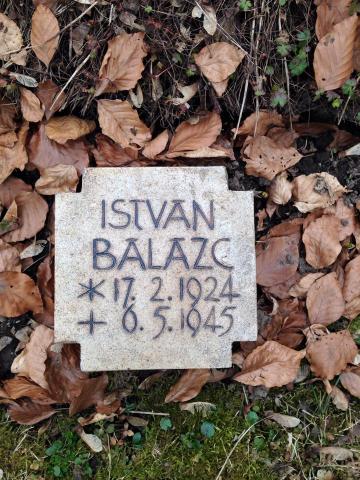 ISTVAN
BALAZC
* 17. 2. 1924
+ 6. 5. 1945